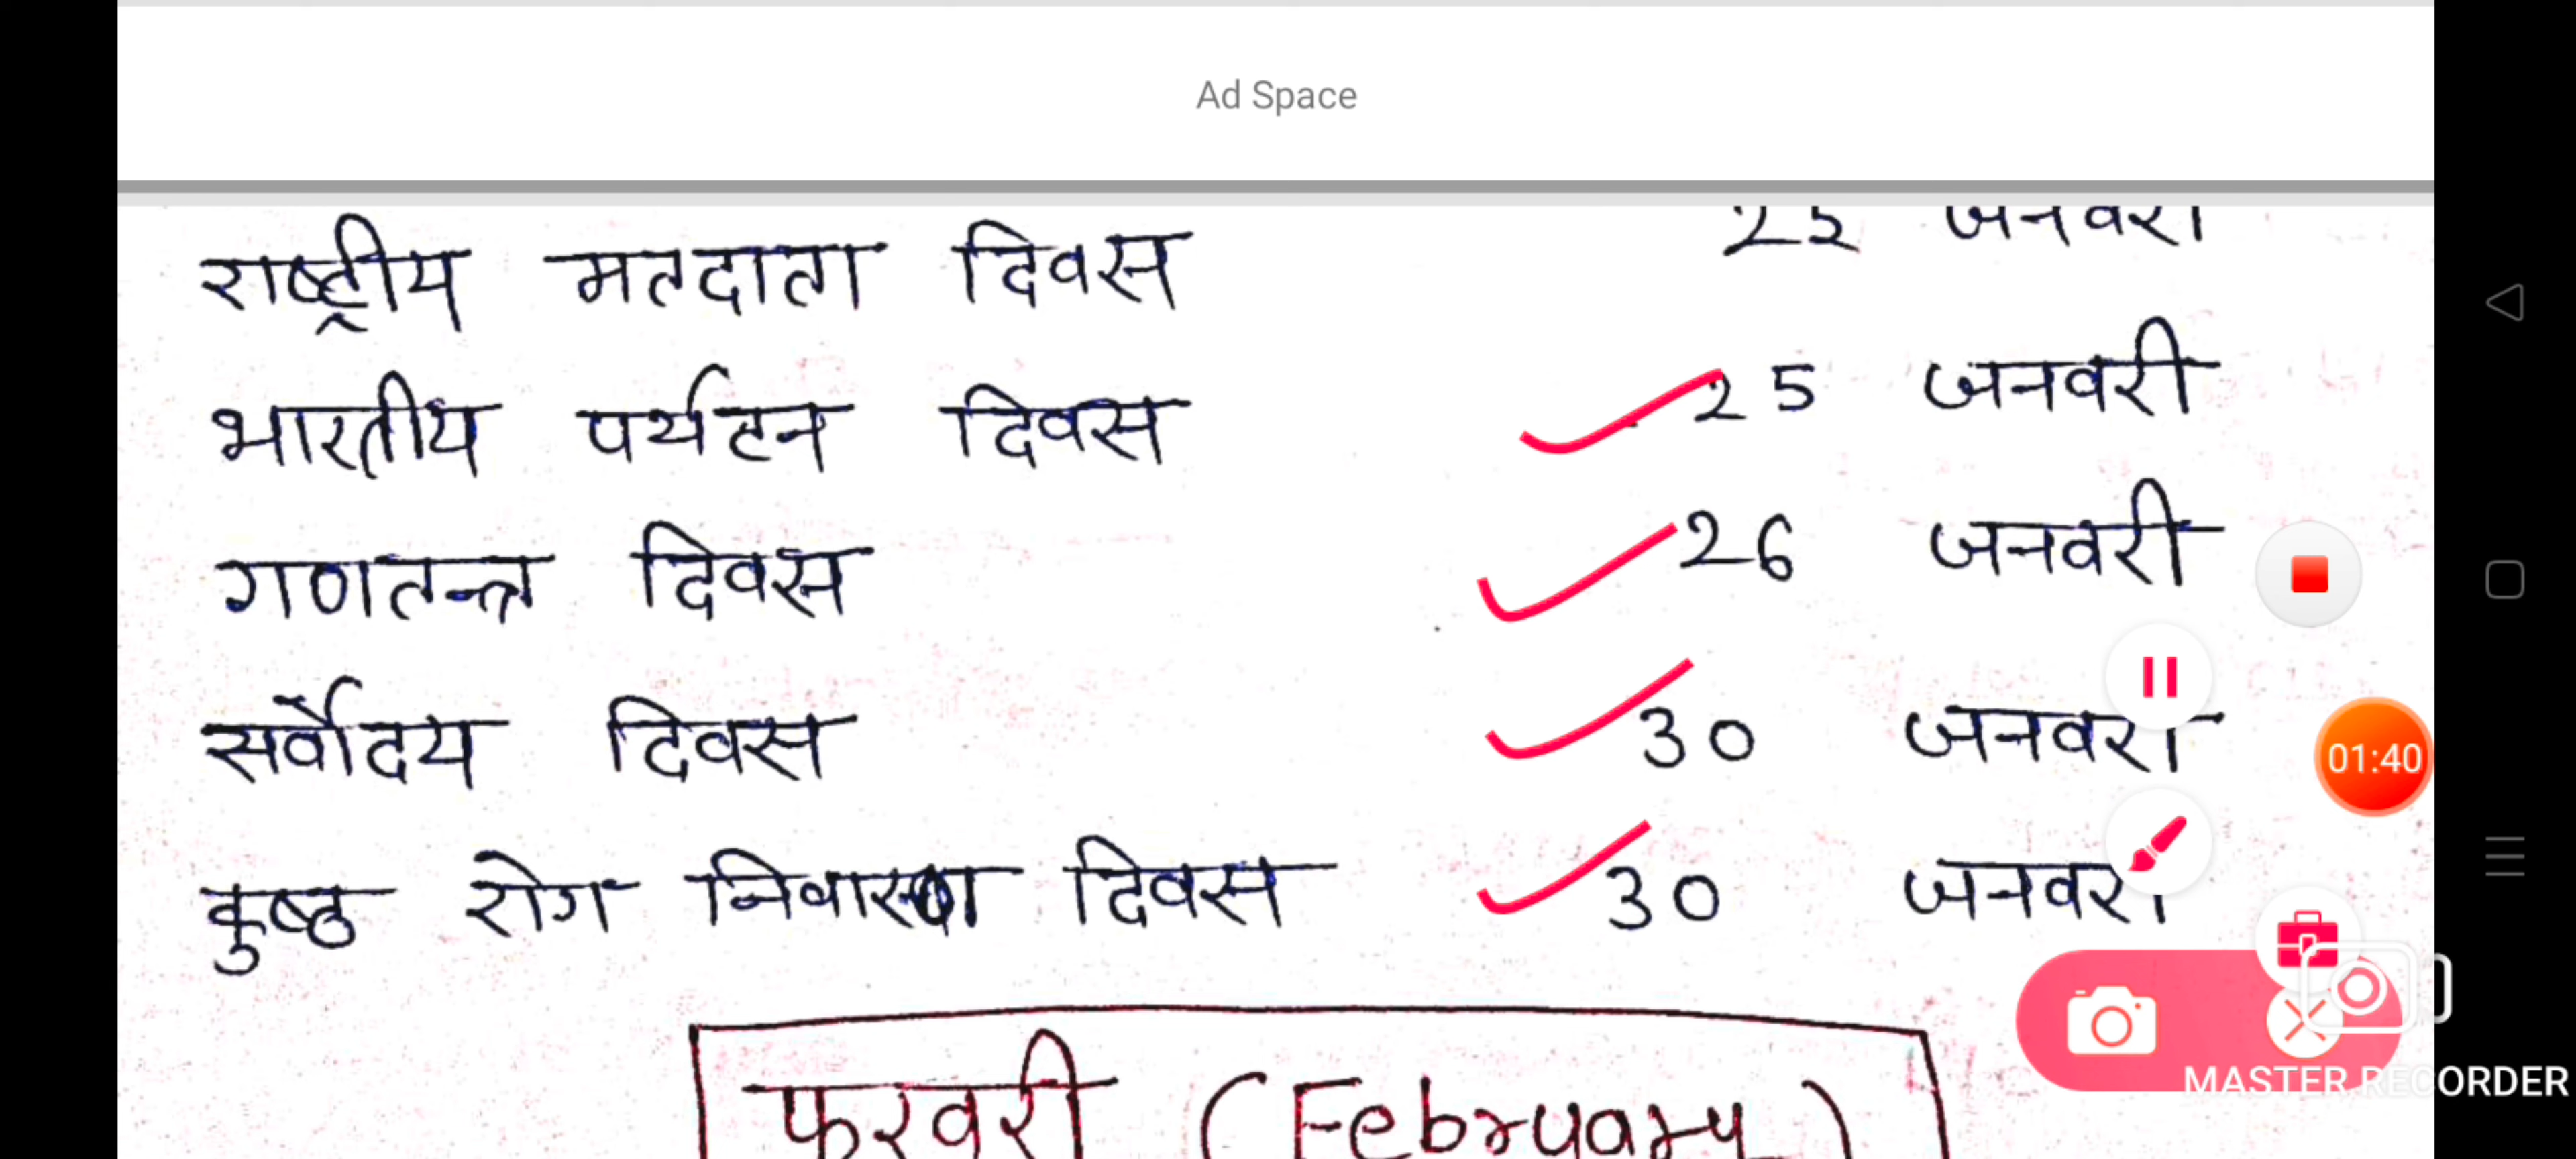 Ad Space
राष्ट्रीय मतदाता दिवस 25 जनवरी
भारतीय पर्यटन दिवस 25 जनवरी
गणतन्त्र दिवस 26 जनवरी
सर्वोदय दिवस 30 जनवरी
01:40
कुष्ठ रोग निवारण दिवस 30 जनवरी
MASTER RECORDER
फरवरी (February)